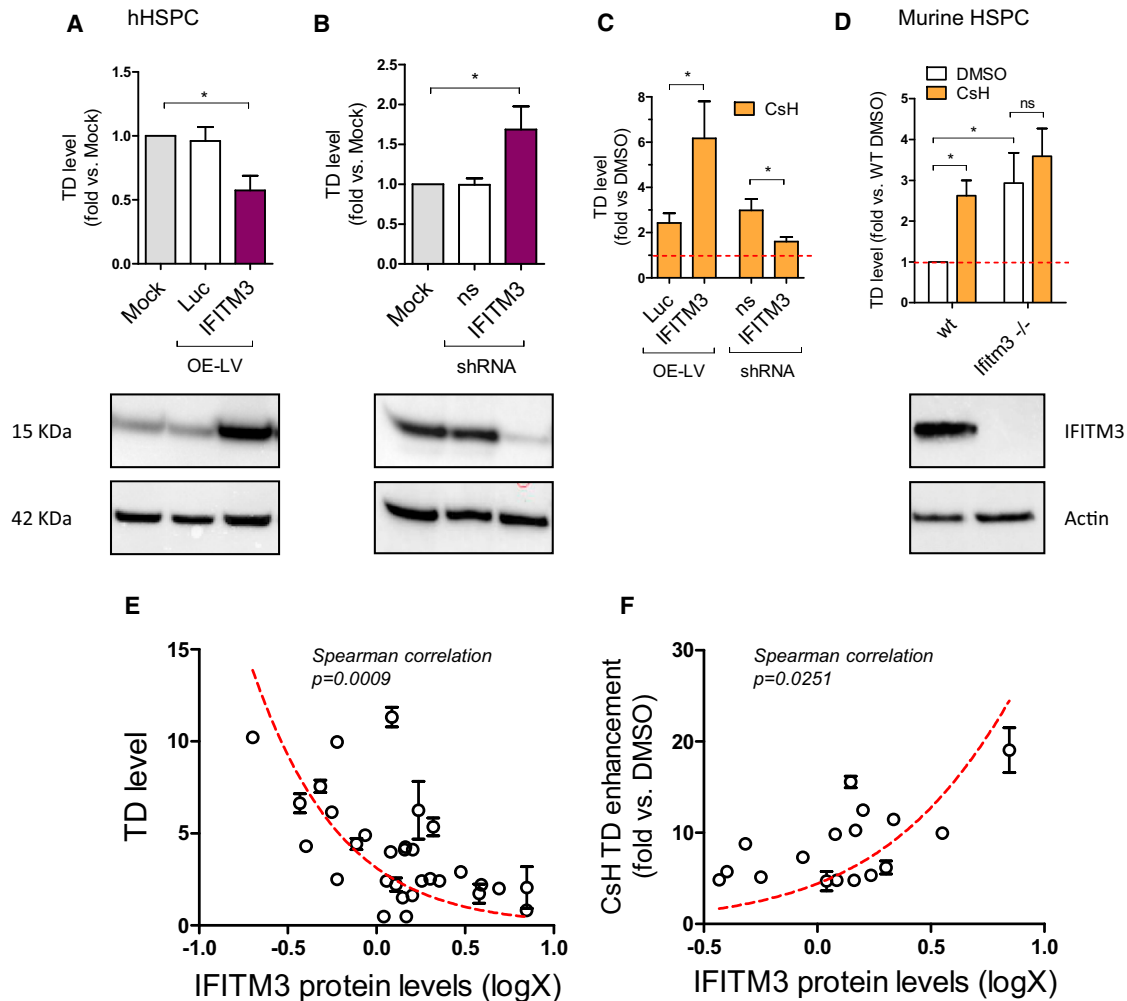 A
hHSPC
TD level
(fold vs. Mock)
1.5
1.0
0.5
0.0
*
Mock
Luc
IFITM3
OE-LV
B
TD level
(fold vs. Mock)
2.5
2.0
1.5
1.0
0.5
0.0
*
Mock
ns
IFITM3
shRNA
C
CsH
TD level
(fold vs DMSO)
8
6
4
2
0
*
*
Luc
IFITM3
ns
IFITM3
OE-LV
shRNA
D
Murine HSPC
DMSO
CsH
TD level (fold vs. WT DMSO)
5
4
3
2
1
0
*
*
ns
wt
Ifitm3 -/-
15 KDa
IFITM3
42 KDa
Actin
E
Spearman correlation
p=0.0009
TD level
15
10
5
0
-1.0
-0.5
0.0
0.5
1.0
IFITM3 protein levels (logX)
F
Spearman correlation
p=0.0251
CsH TD enhancement
(fold vs. DMSO)
30
20
10
0
-0.5
0.0
0.5
1.0
IFITM3 protein levels (logX)